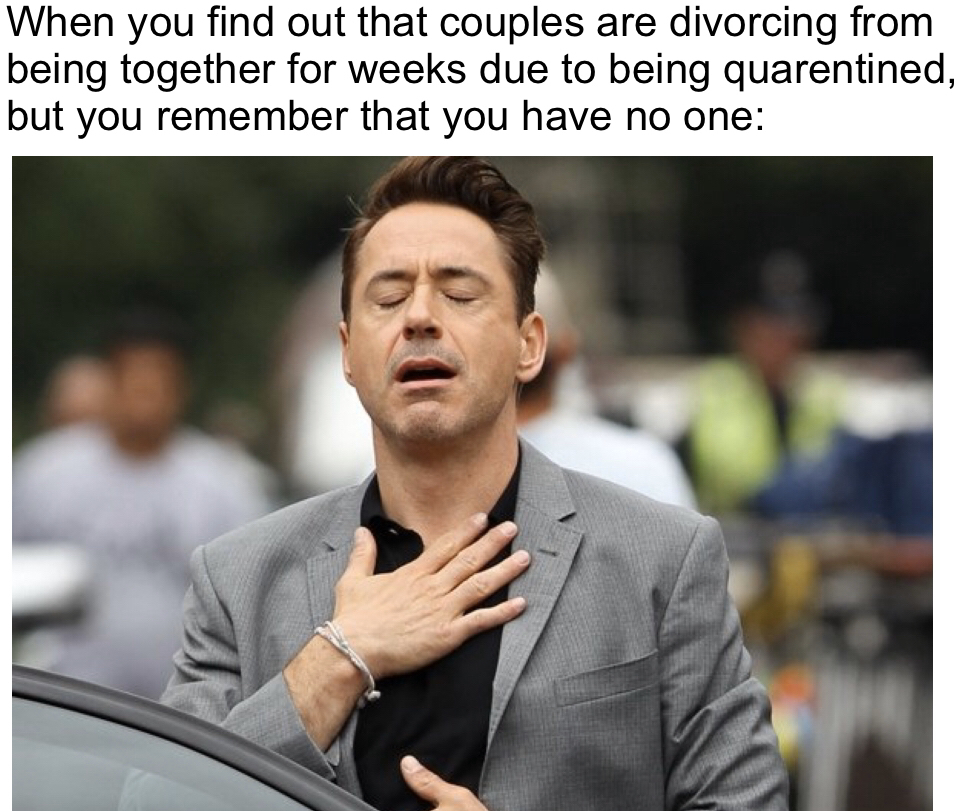 When you find out that couples are divorcing from
being together for weeks due to being quarentined,
but you remember that you have no one: